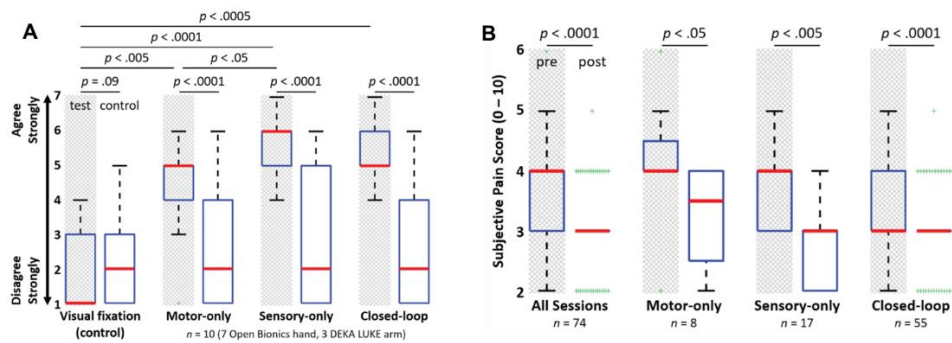 A
p < .0005
p < .0001
p < .005
p < .05
p = .09
p < .0001
p < .0001
p < .0001
test
control
Agree Strongly
Disagree Strongly
7
6
5
4
3
2
1
Visual fixation (control)
Motor-only
Sensory-only
Closed-loop
n = 10 (7 Open Bionics hand, 3 DEKA LUKE arm)
B
p < .0001
p < .05
p < .005
p < .0001
pre
post
Subjective Pain Score (0 – 10)
6
5
4
3
2
All Sessions
Motor-only
Sensory-only
Closed-loop
n = 74
n = 8
n = 17
n = 55